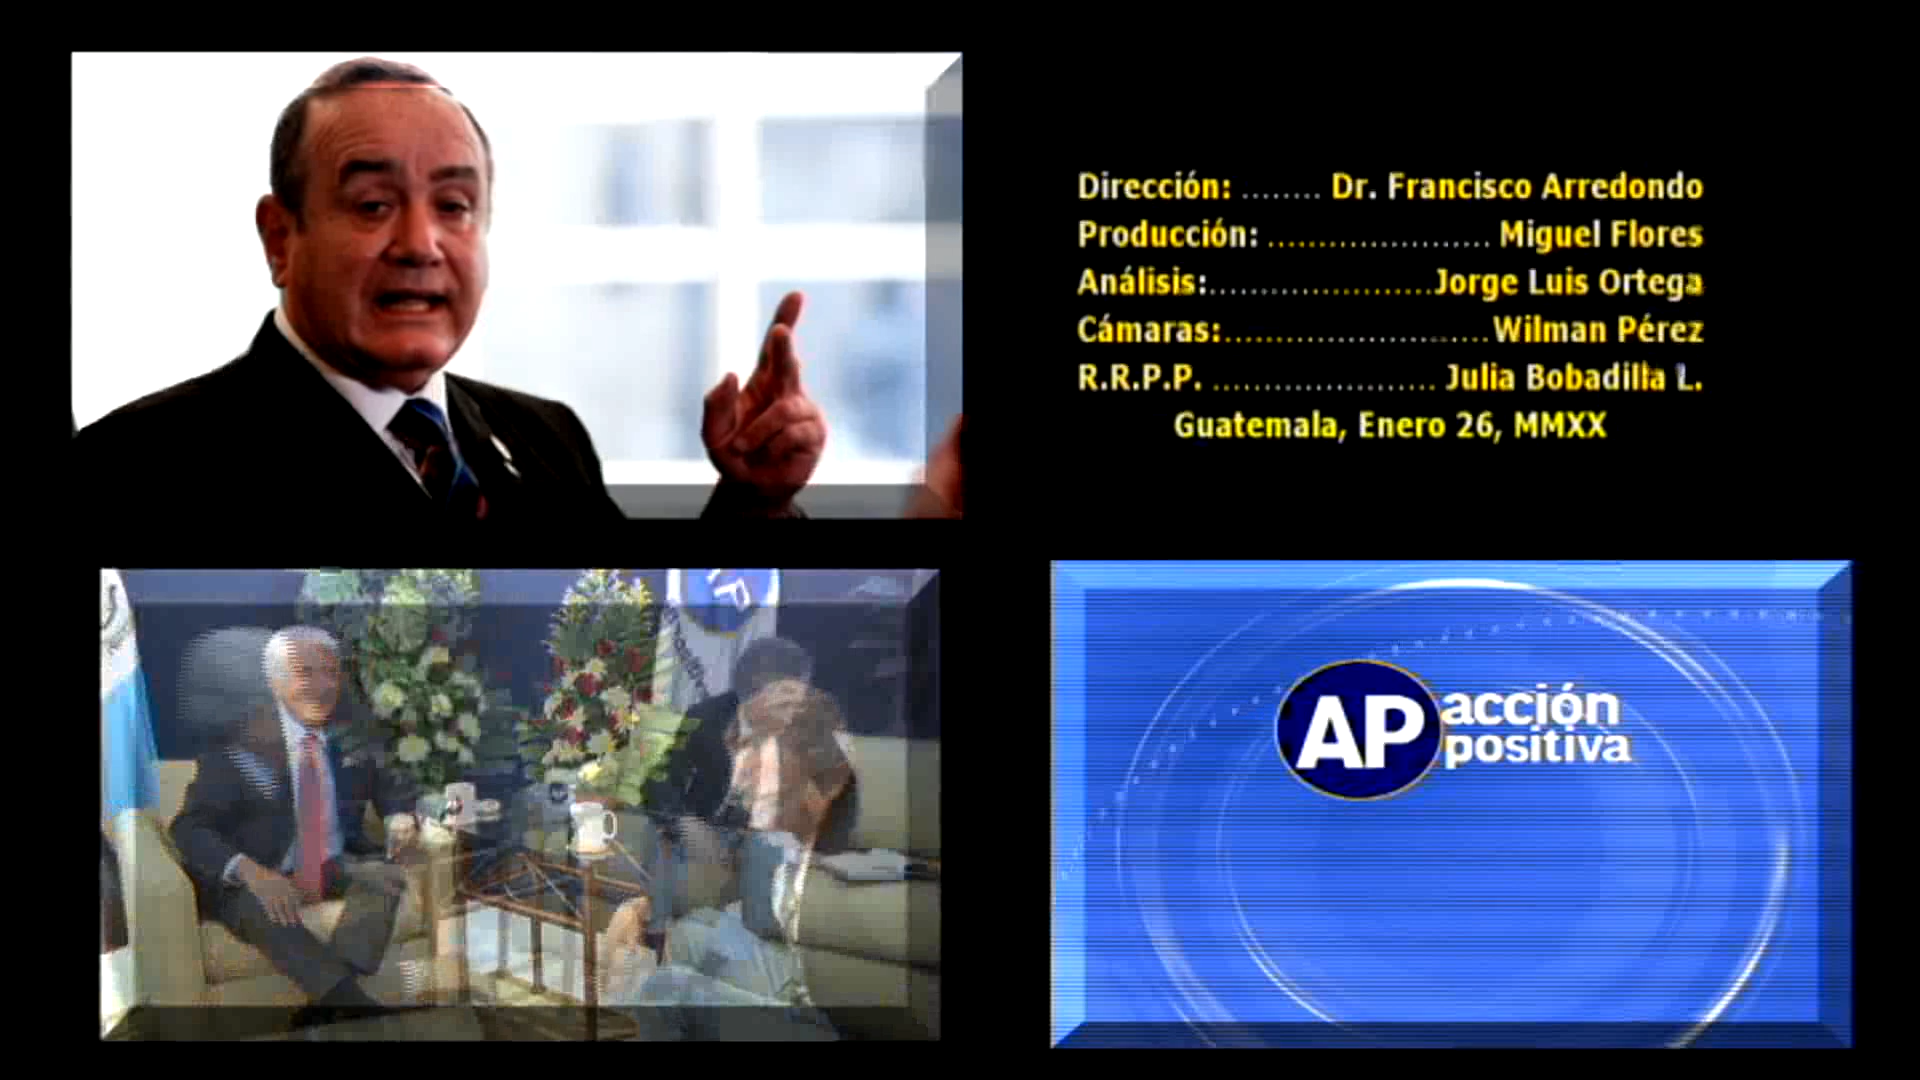 Dirección: ........ Dr. Francisco Arredondo
Producción: ...................... Miguel Flores
Análisis:......................Jorge Luis Ortega
Cámaras:..........................Wilman Pérez
R.R.P.P. ...................... Julia Bobadilla L.
Guatemala, Enero 26, MMXX
AP
AP acción
positiva